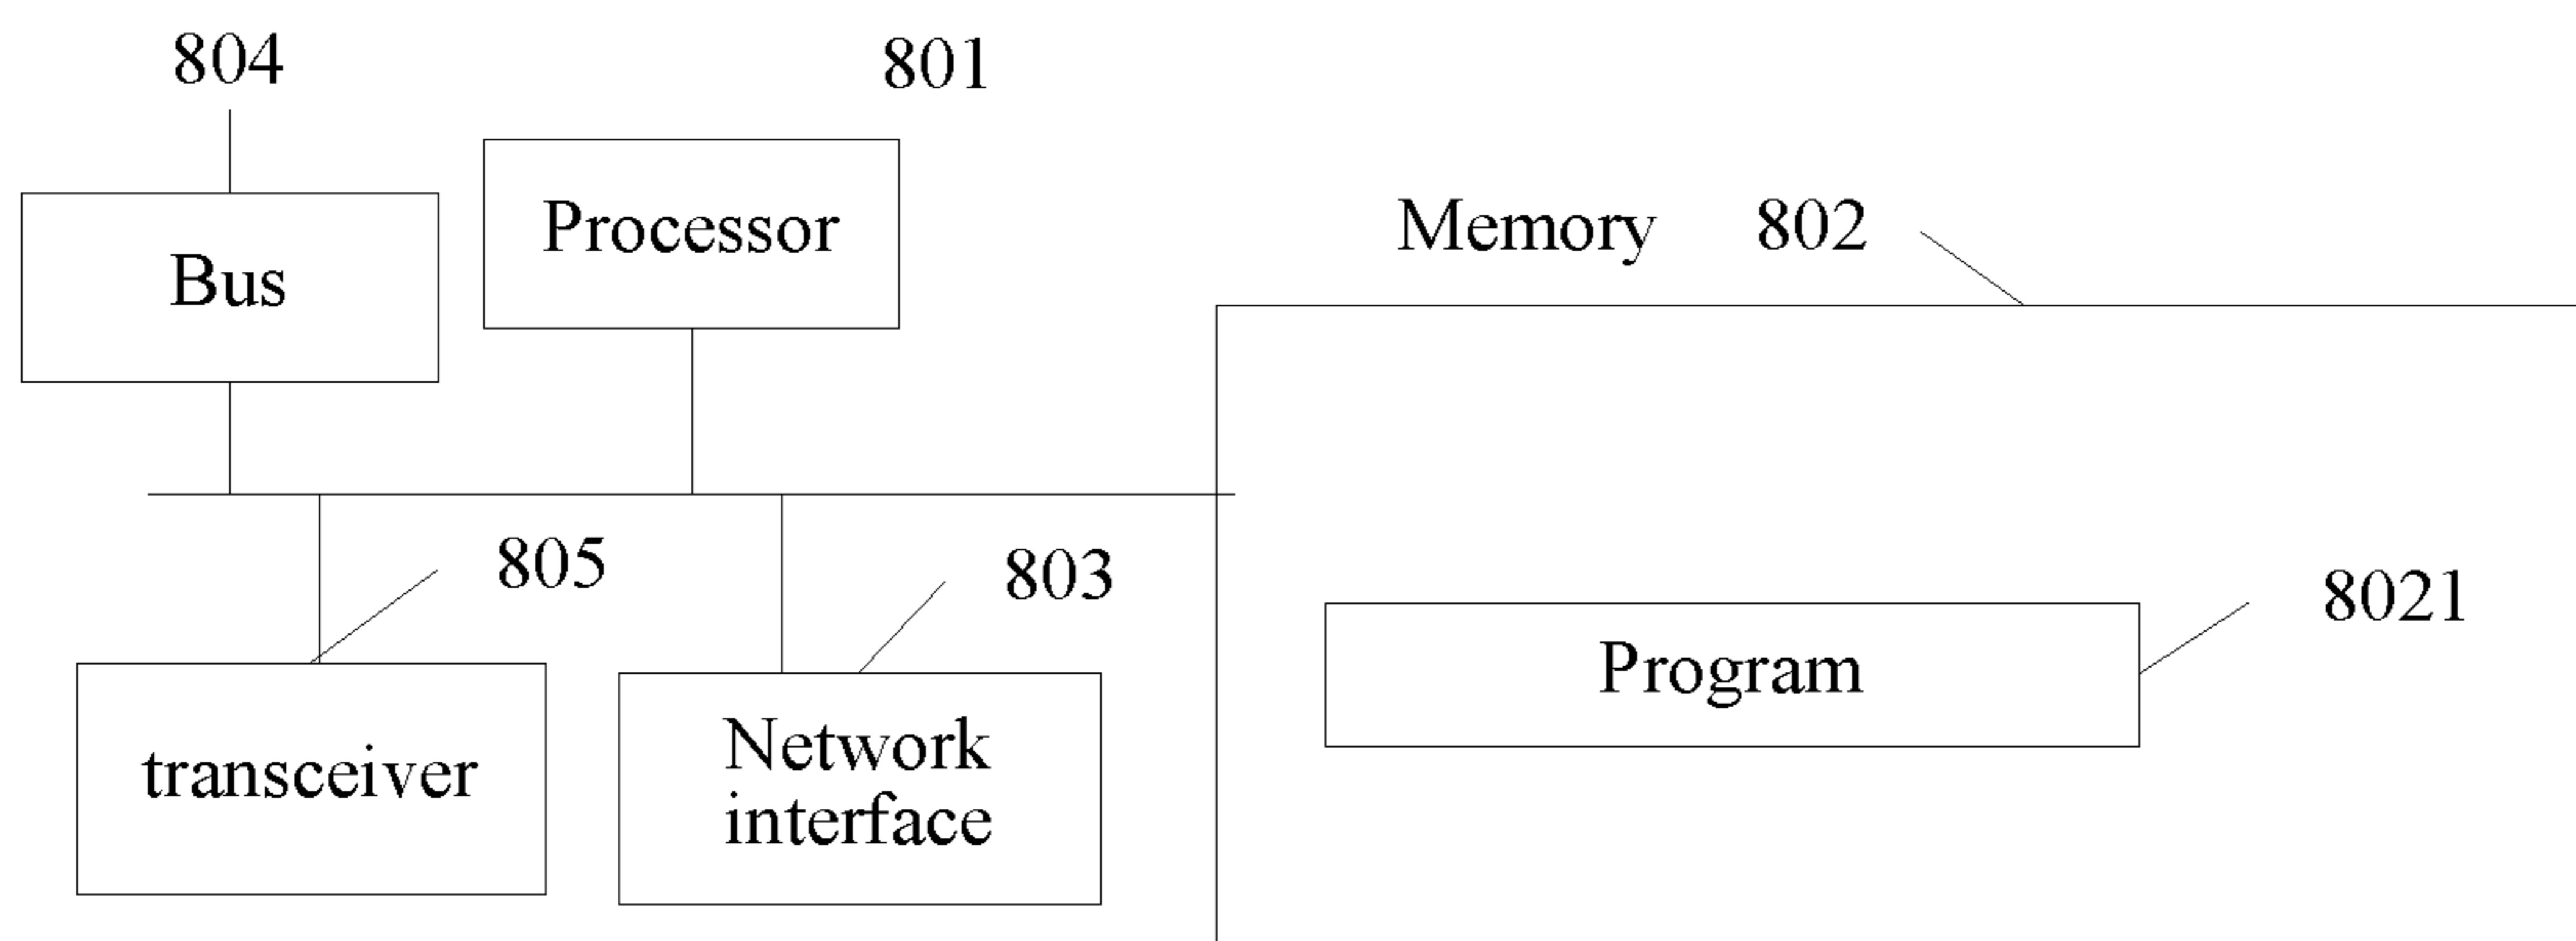 804
801
Processor
Memory 802
Bus
805
803
8021
Program
Network
interface
transceiver